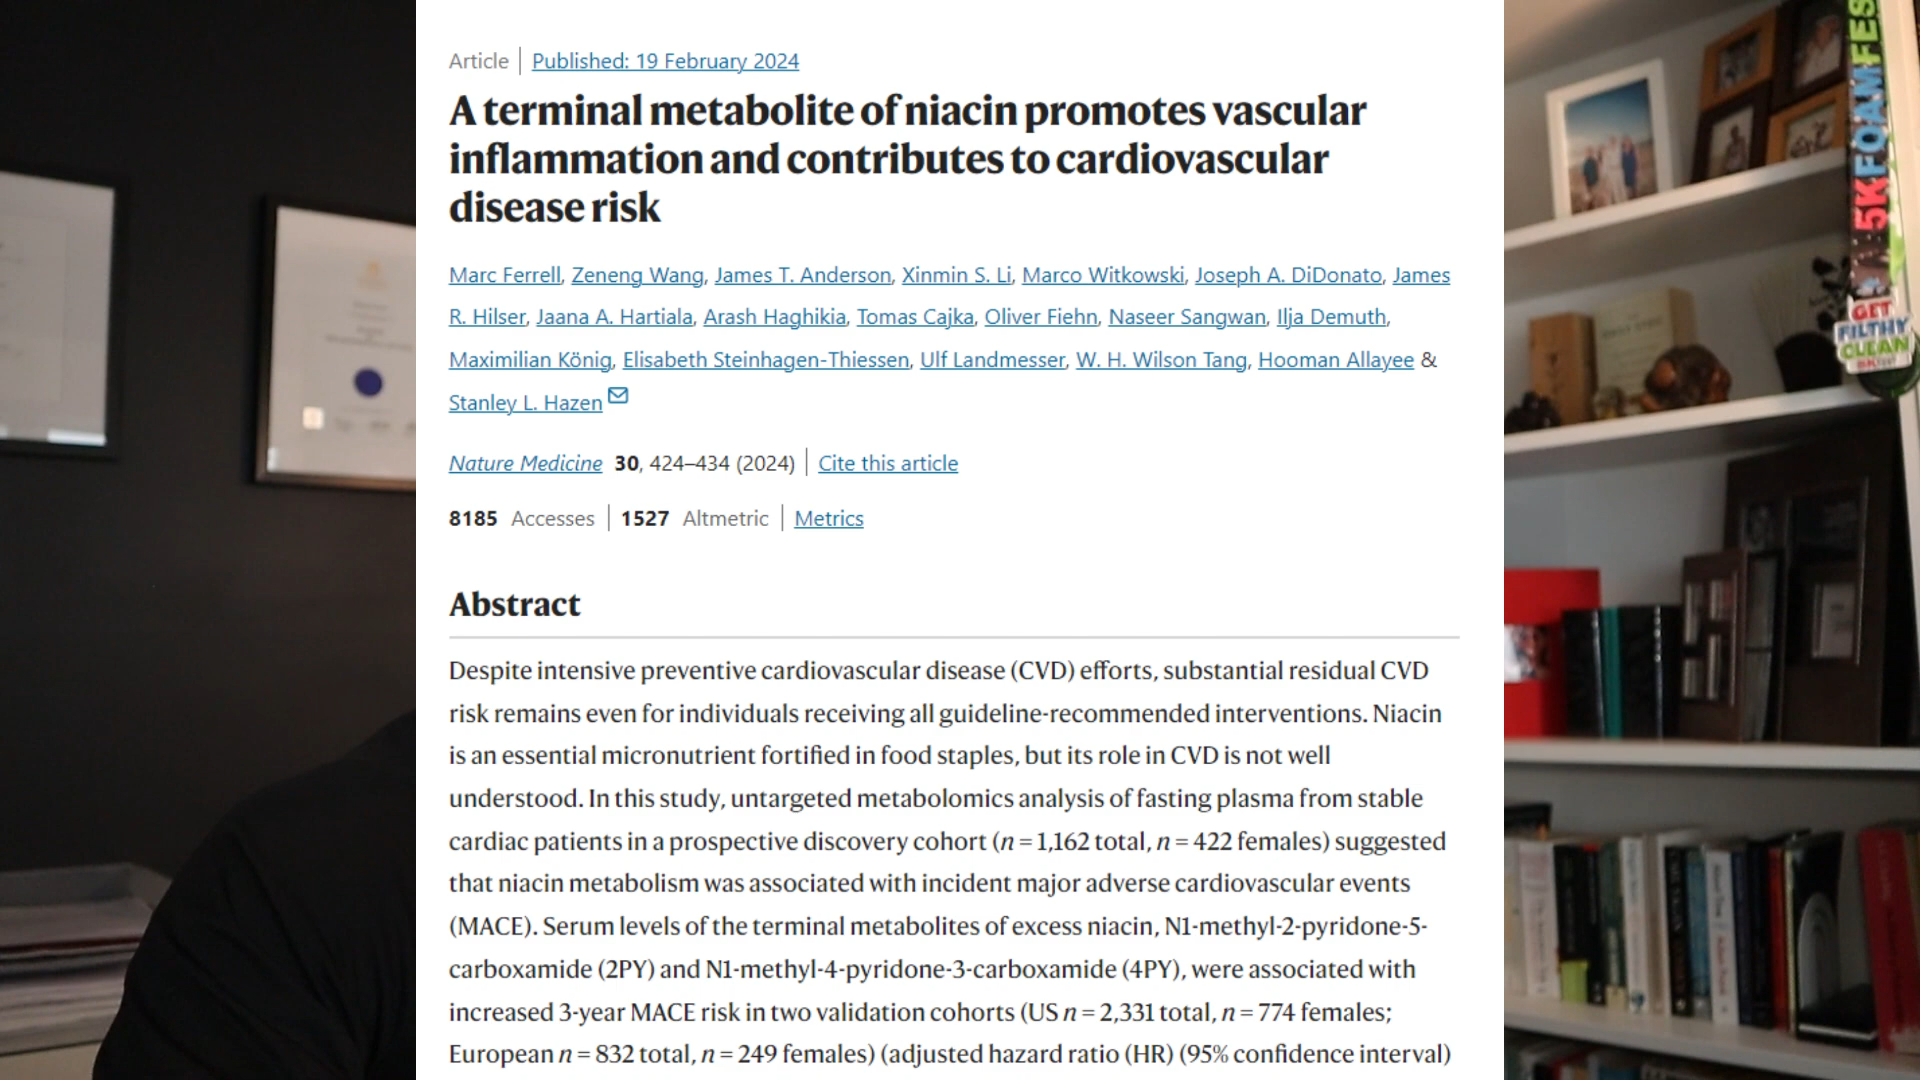 Article | Published: 19 February 2024
A terminal metabolite of niacin promotes vascular
inflammation and contributes to cardiovascular
disease risk
Marc Ferrell, Zeneng Wang, James T. Anderson, Xinmin S. Li, Marco Witkowski, Joseph A. DiDonato, James
R. Hilser, Jaana A. Hartiala, Arash Haghikia, Tomas Cajka, Oliver Fiehn, Naseer Sangwan, Ilja Demuth,
Maximilian König, Elisabeth Steinhagen-Thiessen, Ulf Landmesser, W. H. Wilson Tang, Hooman Allayee &
Stanley L. Hazen
Nature Medicine 30, 424–434 (2024) | Cite this article
8185 Accesses | 1527 Altmetric | Metrics
Abstract
Despite intensive preventive cardiovascular disease (CVD) efforts, substantial residual CVD
risk remains even for individuals receiving all guideline-recommended interventions. Niacin
is an essential micronutrient fortified in food staples, but its role in CVD is not well
understood. In this study, untargeted metabolomics analysis of fasting plasma from stable
cardiac patients in a prospective discovery cohort (n = 1,162 total, n = 422 females) suggested
that niacin metabolism was associated with incident major adverse cardiovascular events
(MACE). Serum levels of the terminal metabolites of excess niacin, N1-methyl-2-pyridone-5-
carboxamide (2PY) and N1-methyl-4-pyridone-3-carboxamide (4PY), were associated with
increased 3-year MACE risk in two validation cohorts (US n = 2,331 total, n = 774 females;
European n = 832 total, n = 249 females) (adjusted hazard ratio (HR) (95% confidence interval)
5KFOAMFES
GET
FILTHY
CLEAN